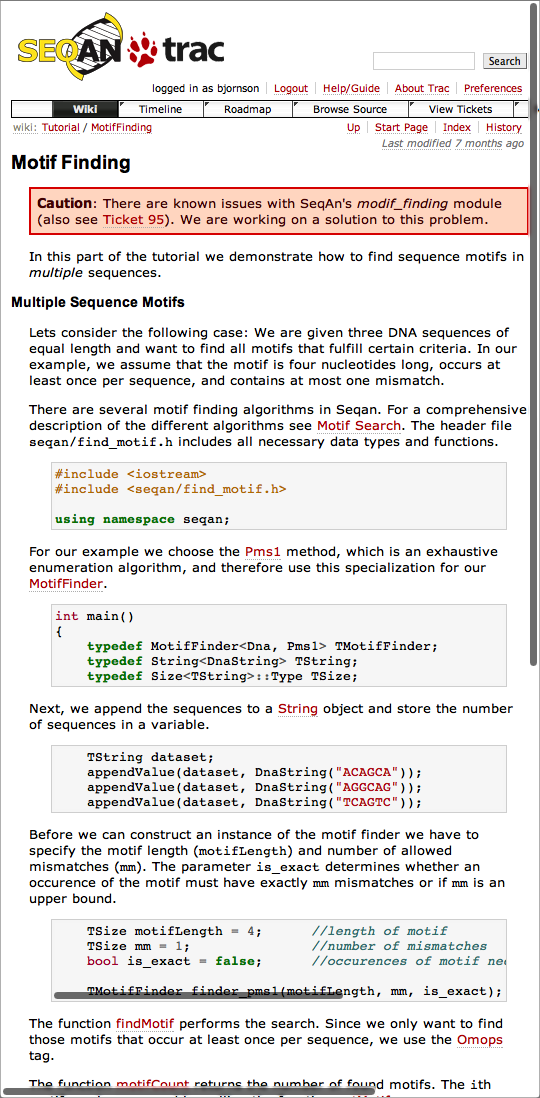 SEQAN trac
Search
logged in as bjornson Logout Help/Guide About Trac Preferences
Wiki Timeline Roadmap Browse Source View Tickets
wiki: Tutorial / MotifFinding Up Start Page Index History
Last modified 7 months ago
Motif Finding
Caution: There are known issues with SeqAn's modif_finding module
(also see Ticket 95). We are working on a solution to this problem.
In this part of the tutorial we demonstrate how to find sequence motifs in
multiple sequences.
Multiple Sequence Motifs
Lets consider the following case: We are given three DNA sequences of
equal length and want to find all motifs that fulfill certain criteria. In our
example, we assume that the motif is four nucleotides long, occurs at
least once per sequence, and contains at most one mismatch.
There are several motif finding algorithms in Seqan. For a comprehensive
description of the different algorithms see Motif Search. The header file
seqan/find_motif.h includes all necessary data types and functions.
#include <iostream>
#include <seqan/find_motif.h>
using namespace seqan;
For our example we choose the Pms1 method, which is an exhaustive
enumeration algorithm, and therefore use this specialization for our
MotifFinder.
int main()
{
typedef MotifFinder<Dna, Pms1> TMotifFinder;
typedef String<DnaString> TString;
typedef Size<TString>::Type TSize;
Next, we append the sequences to a String object and store the number
of sequences in a variable.
TString dataset;
appendValue(dataset, DnaString("ACAGCA"));
appendValue(dataset, DnaString("AGGCAG"));
appendValue(dataset, DnaString("TCAGTC"));
Before we can construct an instance of the motif finder we have to
specify the motif length (motifLength) and number of allowed
mismatches (mm). The parameter is_exact determines whether an
occurence of the motif must have exactly mm mismatches or if mm is an
upper bound.
TSize motifLength = 4; //length of motif
TSize mm = 1; //number of mismatches
bool is_exact = false; //occurences of motif
TMotifFinder finder_pms1(motifLength, mm, is_exact);
The function findMotif performs the search. Since we only want to find
those motifs that occur at least once per sequence, we use the Omops
tag.
The function motifCount returns the number of found motifs. The ith